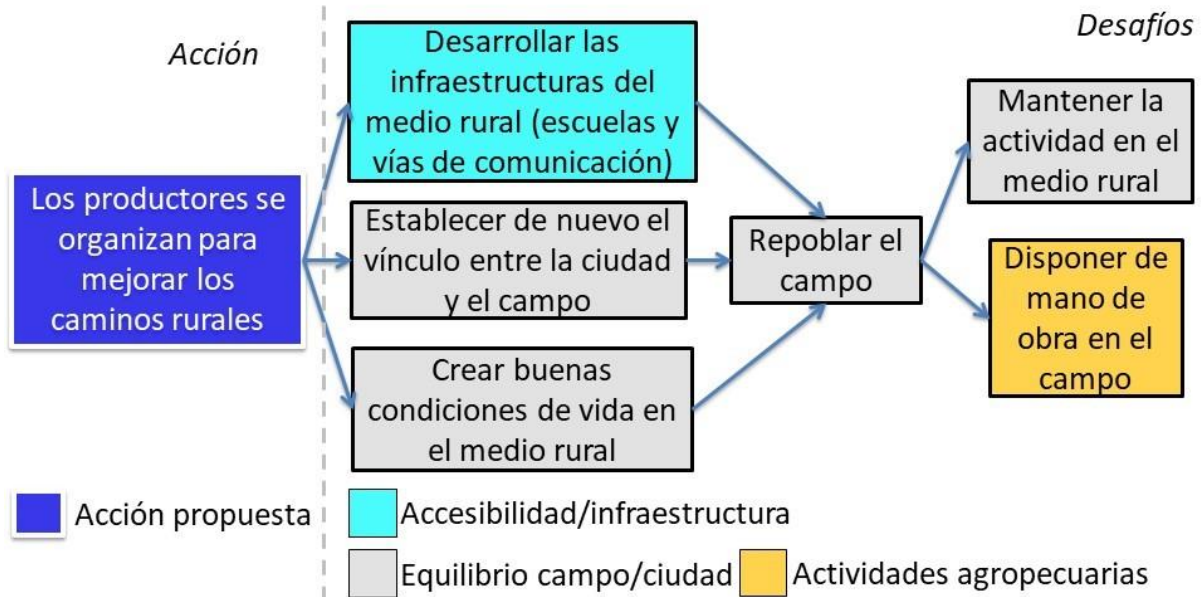 Acción
Desafíos
Los productores se
organizan para
mejorar los
caminos rurales
Desarrollar las
infraestructuras del
medio rural (escuelas y
vías de comunicación)
Establecer de nuevo el
vínculo entre la ciudad
y el campo
Crear buenas
condiciones de vida en
el medio rural
Repoblar el
campo
Mantener la
actividad en el
medio rural
Disponer de
mano de
obra en el
campo
Acción propuesta
Accesibilidad/infraestructura
Equilibrio campo/ciudad
Actividades agropecuarias